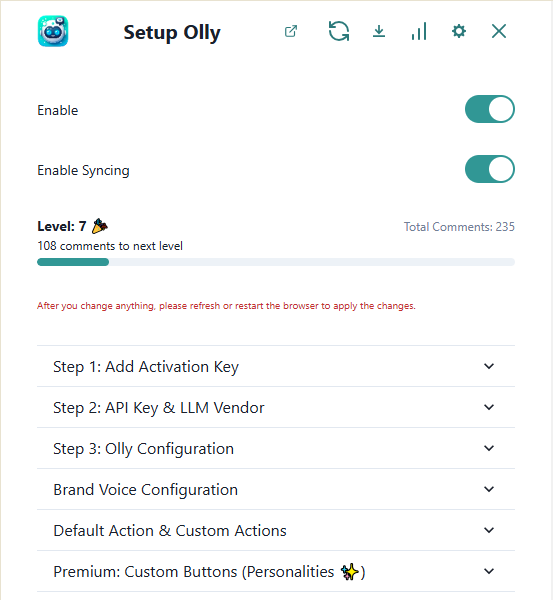 Setup Olly
Enable
Enable Syncing
Level: 7 🎉 Total Comments: 235
108 comments to next level
After you change anything, please refresh or restart the browser to apply the changes.
Step 1: Add Activation Key
Step 2: API Key & LLM Vendor
Step 3: Olly Configuration
Brand Voice Configuration
Default Action & Custom Actions
Premium: Custom Buttons (Personalities ✨)